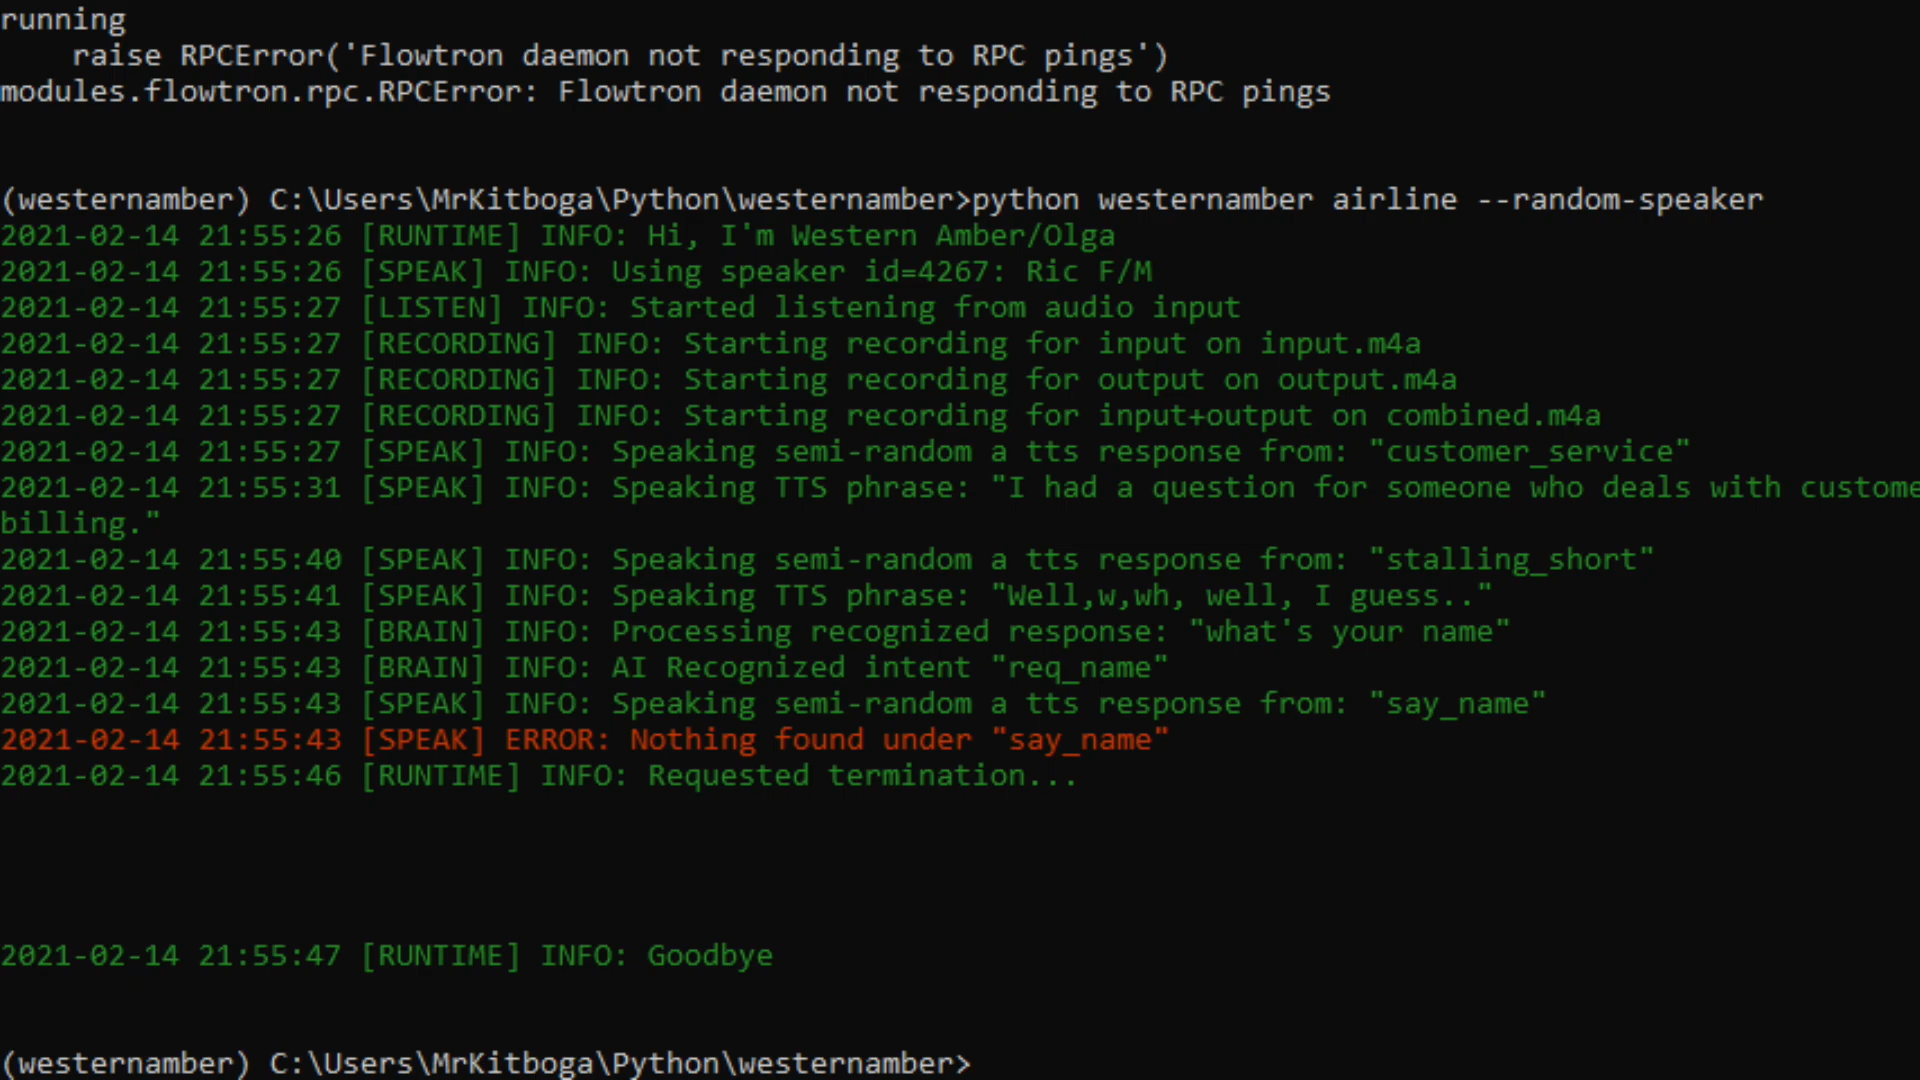 running
    raise RPCError('Flowtron daemon not responding to RPC pings')
modules.flowtron.rpc.RPCError: Flowtron daemon not responding to RPC pings
(westernamber) C:\Users\MrKitboga\Python\westernamber>python westernamber airline --random-speaker
2021-02-14 21:55:26 [RUNTIME] INFO: Hi, I'm Western Amber/Olga
2021-02-14 21:55:26 [SPEAK] INFO: Using speaker id=4267: Ric F/M
2021-02-14 21:55:27 [LISTEN] INFO: Started listening from audio input
2021-02-14 21:55:27 [RECORDING] INFO: Starting recording for input on input.m4a
2021-02-14 21:55:27 [RECORDING] INFO: Starting recording for output on output.m4a
2021-02-14 21:55:27 [RECORDING] INFO: Starting recording for input+output on combined.m4a
2021-02-14 21:55:27 [SPEAK] INFO: Speaking semi-random a tts response from: "customer_service"
2021-02-14 21:55:31 [SPEAK] INFO: Speaking TTS phrase: "I had a question for someone who deals with custome
billing."
2021-02-14 21:55:40 [SPEAK] INFO: Speaking semi-random a tts response from: "stalling_short"
2021-02-14 21:55:41 [SPEAK] INFO: Speaking TTS phrase: "Well,w,wh, well, I guess.."
2021-02-14 21:55:43 [BRAIN] INFO: Processing recognized response: "what's your name"
2021-02-14 21:55:43 [BRAIN] INFO: AI Recognized intent "req_name"
2021-02-14 21:55:43 [SPEAK] INFO: Speaking semi-random a tts response from: "say_name"
2021-02-14 21:55:43 [SPEAK] ERROR: Nothing found under "say_name"
2021-02-14 21:55:46 [RUNTIME] INFO: Requested termination...
2021-02-14 21:55:47 [RUNTIME] INFO: Goodbye
(westernamber) C:\Users\MrKitboga\Python\westernamber>